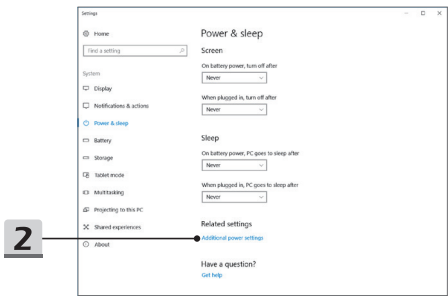 Settings
Home
Find a setting
System
Display
Notifications & actions
Power & sleep
Battery
Storage
Tablet mode
Multitasking
Projecting to this PC
Shared experiences
About
Power & sleep
Screen
On battery power, turn off after
Never
When plugged in, turn off after
Never
Sleep
On battery power, PC goes to sleep after
Never
When plugged in, PC goes to sleep after
Never
Related settings
Additional power settings
Have a question?
Get help
2